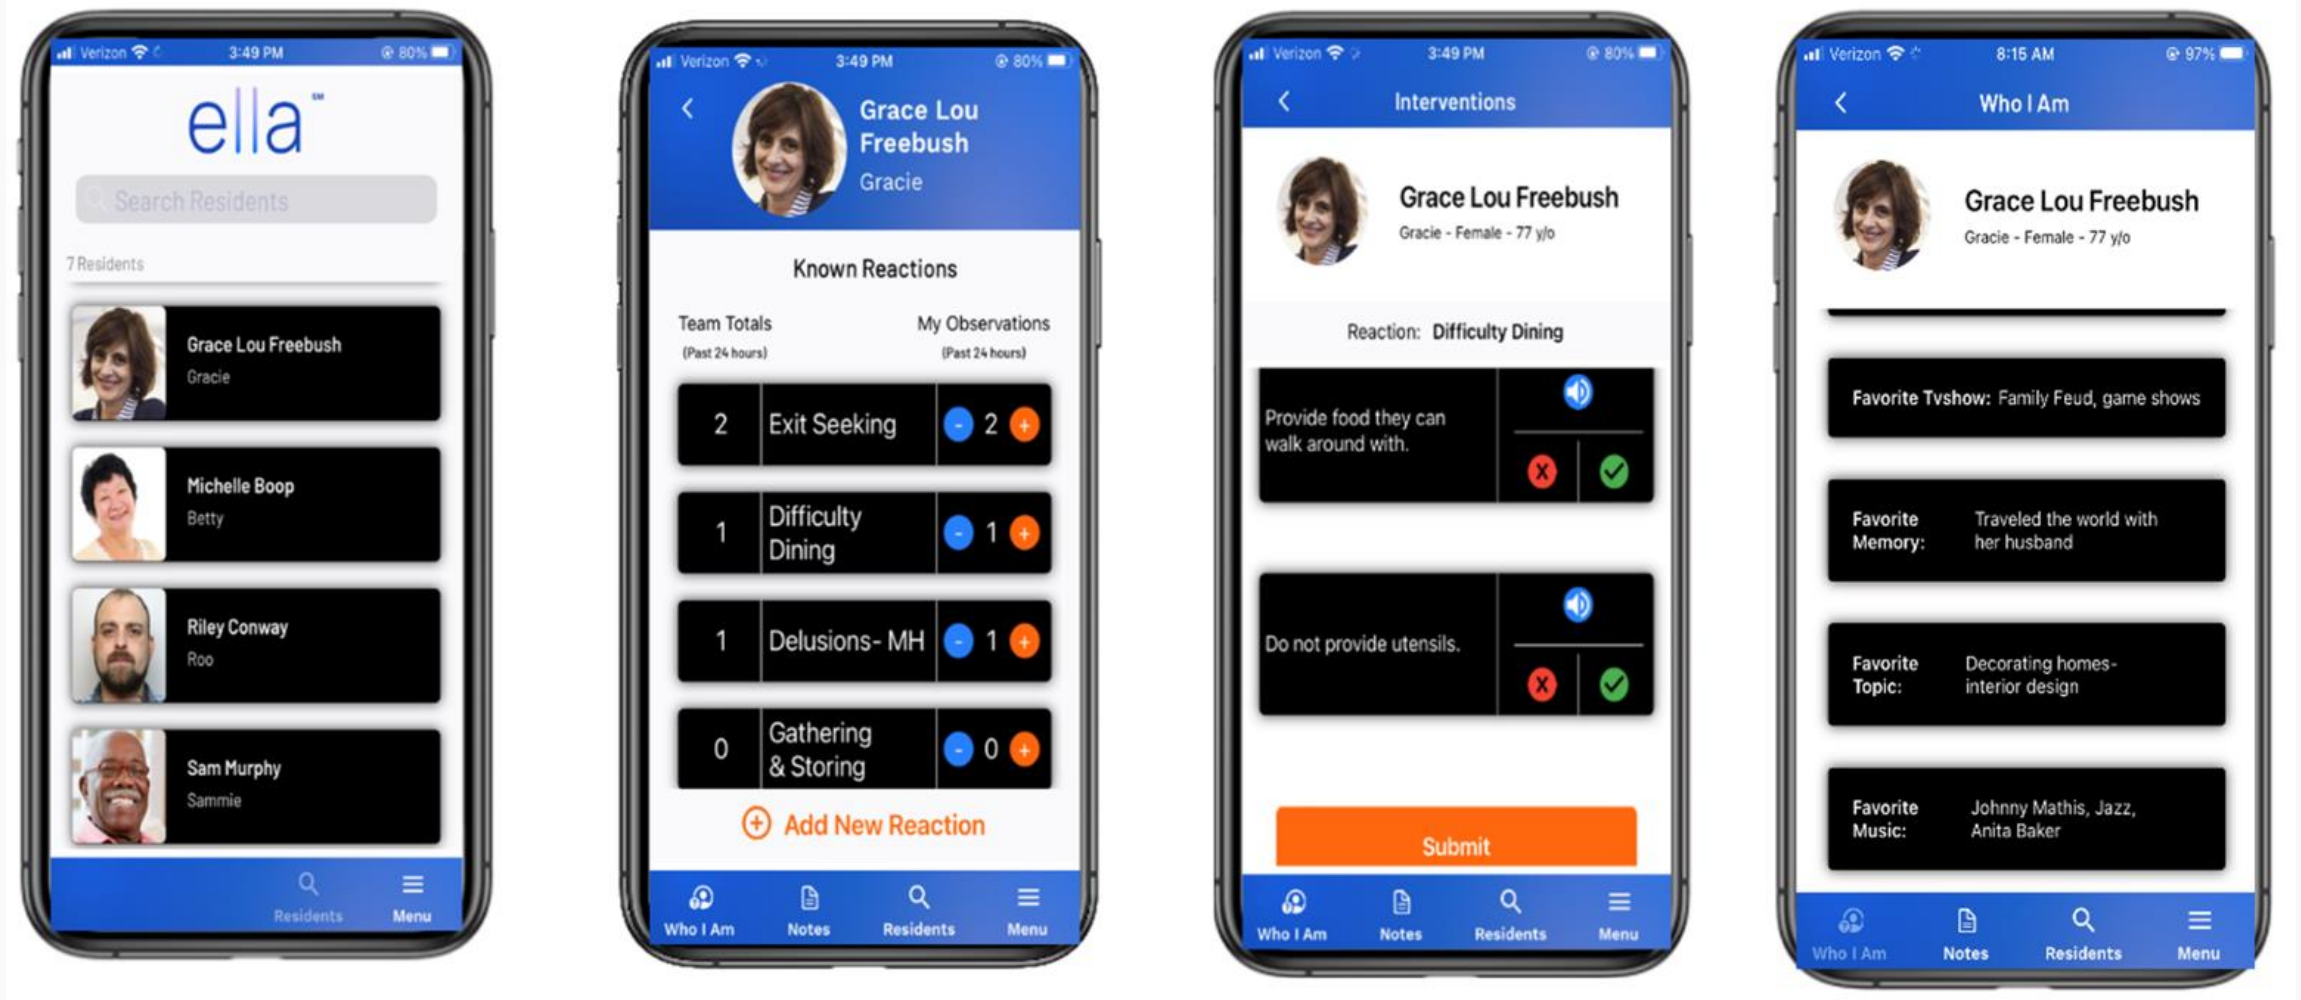 Verizon 3:49 PM 80%
ella SM
Search Residents
7 Residents
Grace Lou Freebush
Gracie
Michelle Boop
Betty
Riley Conway
Roo
Sam Murphy
Sammie
Residents Menu
Verizon 3:49 PM 80%
Grace Lou
Freebush
Gracie
Known Reactions
Team Totals My Observations
(Past 24 hours) (Past 24 hours)
2 Exit Seeking - 2 +
1 Difficulty
Dining - 1 +
1 Delusions- MH - 1 +
0 Gathering
& Storing - 0 +
+ Add New Reaction
Who I Am Notes Residents Menu
Verizon 3:49 PM 80%
Interventions
Grace Lou Freebush
Gracie - Female - 77 y/o
Reaction: Difficulty Dining
Provide food they can
walk around with.
X
Do not provide utensils.
X
Submit
Who I Am Notes Residents Menu
Verizon 8:15 AM 97%
Who I Am
Grace Lou Freebush
Gracie - Female - 77 y/o
Favorite Tvshow: Family Feud, game shows
Favorite Traveled the world with
Memory: her husband
Favorite Decorating homes-
Topic: interior design
Favorite Johnny Mathis, Jazz,
Music: Anita Baker
Who I Am Notes Residents Menu